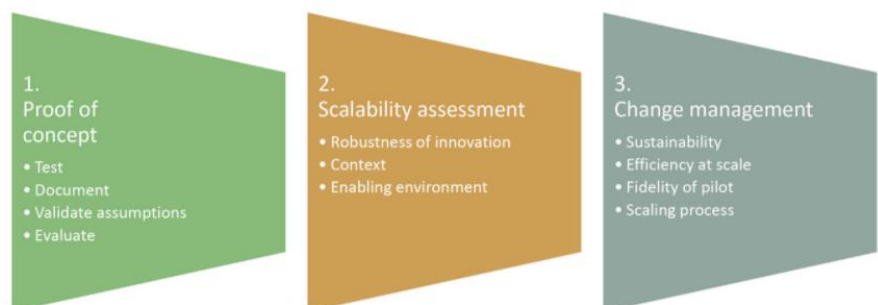 1.
Proof of
concept
• Test
• Document
• Validate assumptions
• Evaluate
2.
Scalability assessment
• Robustness of innovation
• Context
• Enabling environment
3.
Change management
• Sustainability
• Efficiency at scale
• Fidelity of pilot
• Scaling process